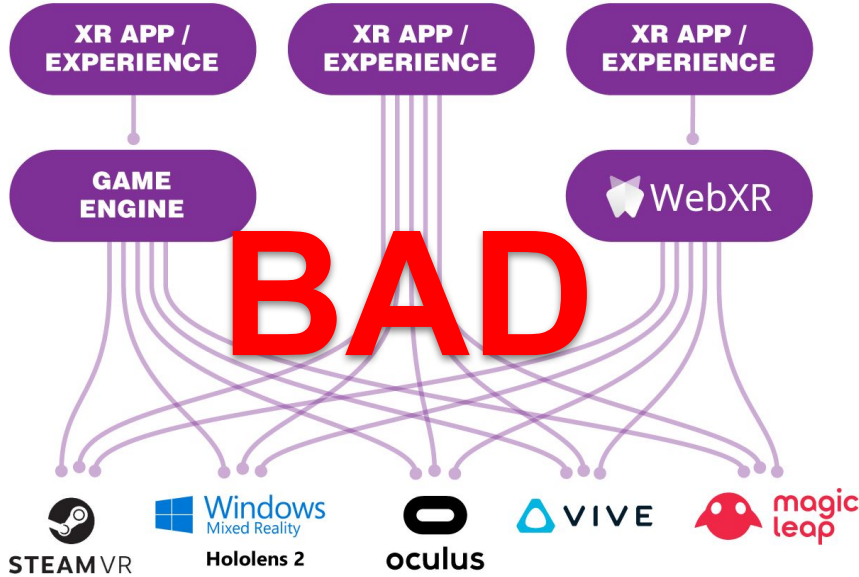 XR APP /
EXPERIENCE
XR APP /
EXPERIENCE
XR APP /
EXPERIENCE
GAME
ENGINE
WebXR
BAD
STEAMVR
Windows
Mixed Reality
Hololens 2
oculus
VIVE
magic
leap